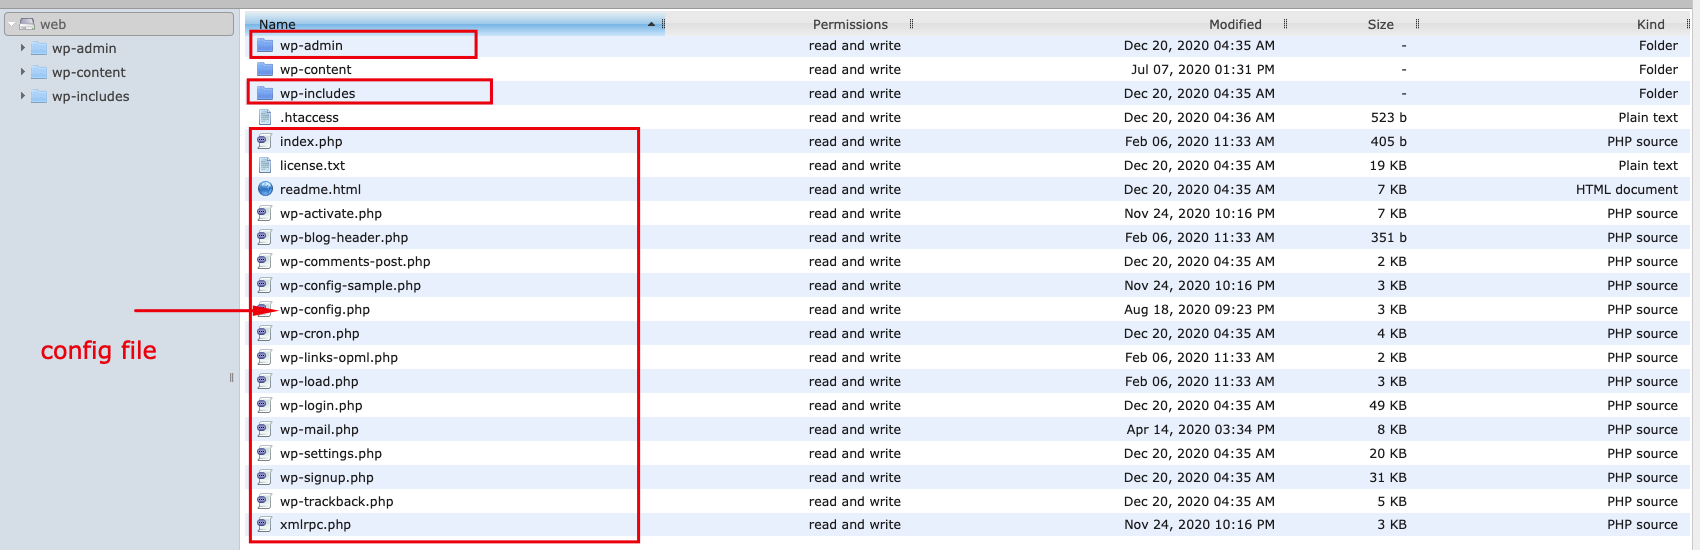 web
wp-admin
wp-content
wp-includes
config file
Name Permissions Modified Size Kind
wp-admin read and write Dec 20, 2020 04:35 AM - Folder
wp-content read and write Jul 07, 2020 01:31 PM - Folder
wp-includes read and write Dec 20, 2020 04:35 AM - Folder
.htaccess read and write Dec 20, 2020 04:36 AM 523 b Plain text
index.php read and write Feb 06, 2020 11:33 AM 405 b PHP source
license.txt read and write Dec 20, 2020 04:35 AM 19 KB Plain text
readme.html read and write Dec 20, 2020 04:35 AM 7 KB HTML document
wp-activate.php read and write Nov 24, 2020 10:16 PM 7 KB PHP source
wp-blog-header.php read and write Feb 06, 2020 11:33 AM 351 b PHP source
wp-comments-post.php read and write Dec 20, 2020 04:35 AM 2 KB PHP source
wp-config-sample.php read and write Nov 24, 2020 10:16 PM 3 KB PHP source
wp-config.php read and write Aug 18, 2020 09:23 PM 3 KB PHP source
wp-cron.php read and write Dec 20, 2020 04:35 AM 4 KB PHP source
wp-links-opml.php read and write Feb 06, 2020 11:33 AM 2 KB PHP source
wp-load.php read and write Feb 06, 2020 11:33 AM 3 KB PHP source
wp-login.php read and write Dec 20, 2020 04:35 AM 49 KB PHP source
wp-mail.php read and write Apr 14, 2020 03:34 PM 8 KB PHP source
wp-settings.php read and write Dec 20, 2020 04:35 AM 20 KB PHP source
wp-signup.php read and write Dec 20, 2020 04:35 AM 31 KB PHP source
wp-trackback.php read and write Dec 20, 2020 04:35 AM 5 KB PHP source
xmlrpc.php read and write Nov 24, 2020 10:16 PM 3 KB PHP source